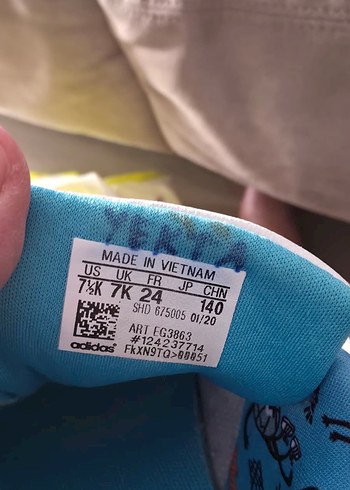 MADE IN VIETNAM
US UK FR JP CHN
7½K 7K 24 140
SHD 675005 01/20
ART EG3863
#124237714
adidas FkXN9TQ>00051